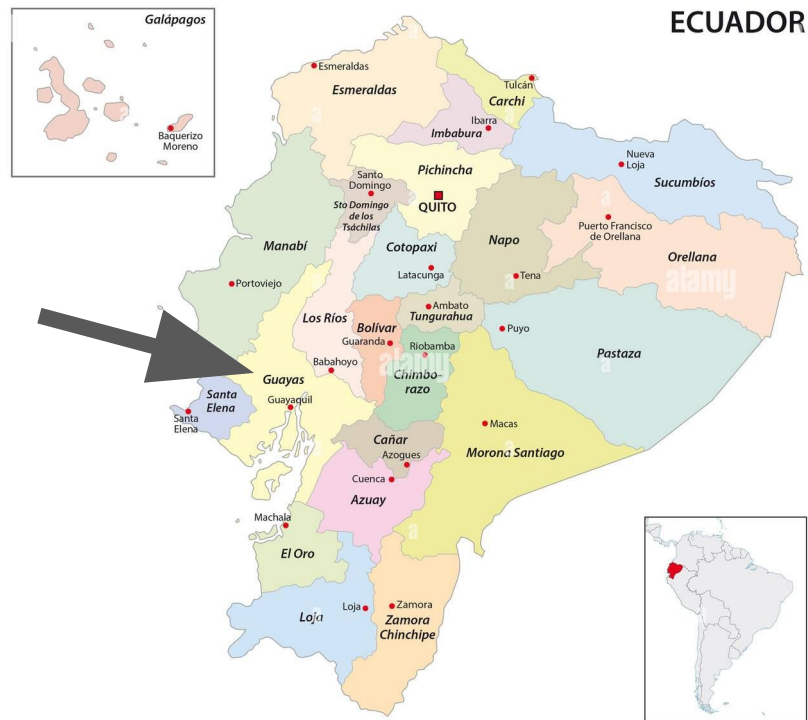 Galápagos
ECUADOR
Baquerizo
Moreno
Esmeraldas
Esmeraldas
Tulcán
Carchi
Ibarra
Imbabura
Pichincha
QUITO
Nueva
Loja
Sucumbíos
Santo
Domingo
Sto Domingo
de los
Tsáchilas
Puerto Francisco
de Orellana
Orellana
Manabí
Cotopaxi
Napo
Latacunga
Tena
Portoviejo
Los Ríos
Bolívar
Guaranda
Ambato
Tungurahua
Riobamba
Puyo
Pastaza
Babahoyo
Chimbo-
razo
Guayas
Guayaquil
Santa
Elena
Santa
Elena
Macas
Morona Santiago
Cañar
Azogues
Cuenca
Azuay
Machala
El Oro
Loja
Loja
Zamora
Zamora
Chinchipe
alamy
alamy
a
a
a
a
a
a
a
a
a